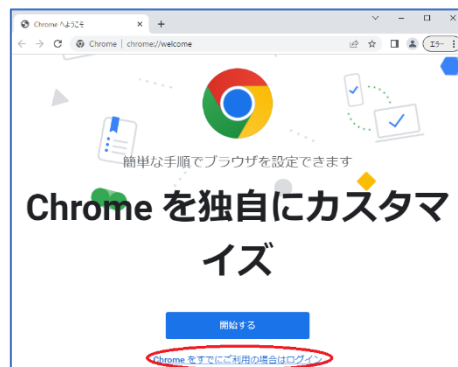 Chrome へようこそ
Chrome | chrome://welcome
エラー
簡単な手順でブラウザを設定できます
Chrome を独自にカスタマ
イズ
開始する
Chrome をすでにご利用の場合はログイン